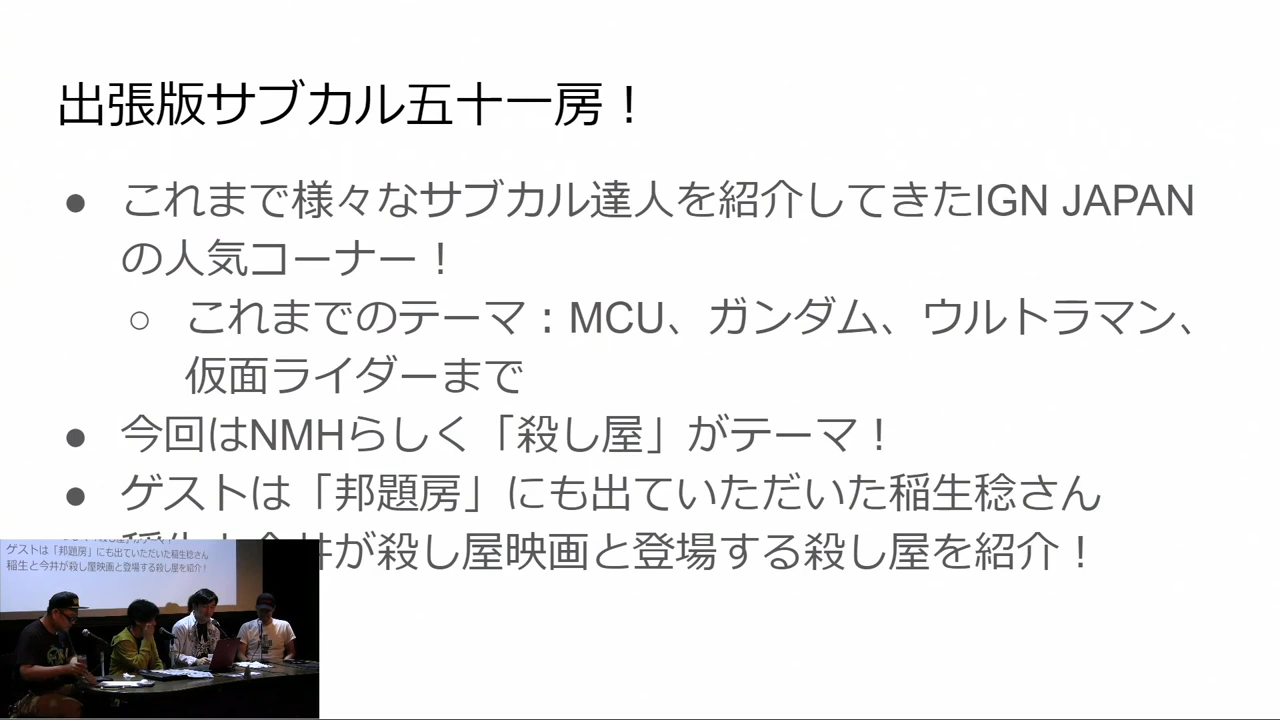 出張版サブカル五十一房！
● これまで様々なサブカル達人を紹介してきたIGN JAPAN
の人気コーナー！
○ これまでのテーマ：MCU、ガンダム、ウルトラマン、
仮面ライダーまで
● 今回はNMHらしく「殺し屋」がテーマ！
● ゲストは「邦題房」にも出ていただいた稲生稔さん
稲生と今井が殺し屋映画と登場する殺し屋を紹介！
ゲストは「邦題房」にも出ていただいた稲生稔さん
稲生と今井が殺し屋映画と登場する殺し屋を紹介！